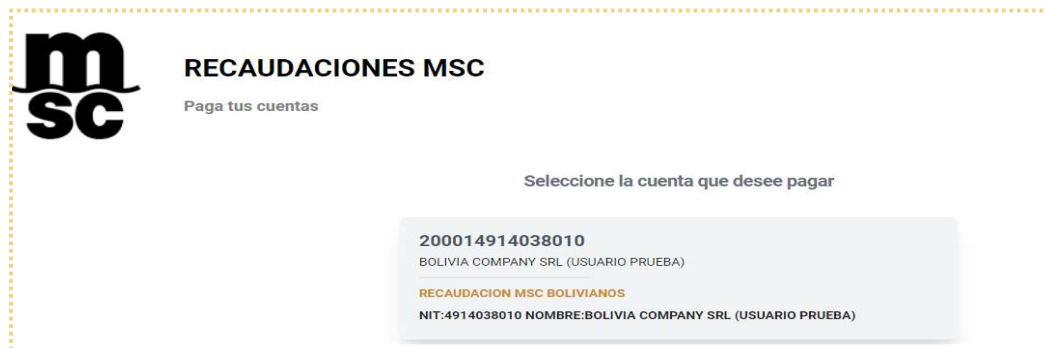 m
sc
RECAUDACIONES MSC
Paga tus cuentas
Seleccione la cuenta que desee pagar
200014914038010
BOLIVIA COMPANY SRL (USUARIO PRUEBA)
RECAUDACION MSC BOLIVIANOS
NIT:4914038010 NOMBRE:BOLIVIA COMPANY SRL (USUARIO PRUEBA)